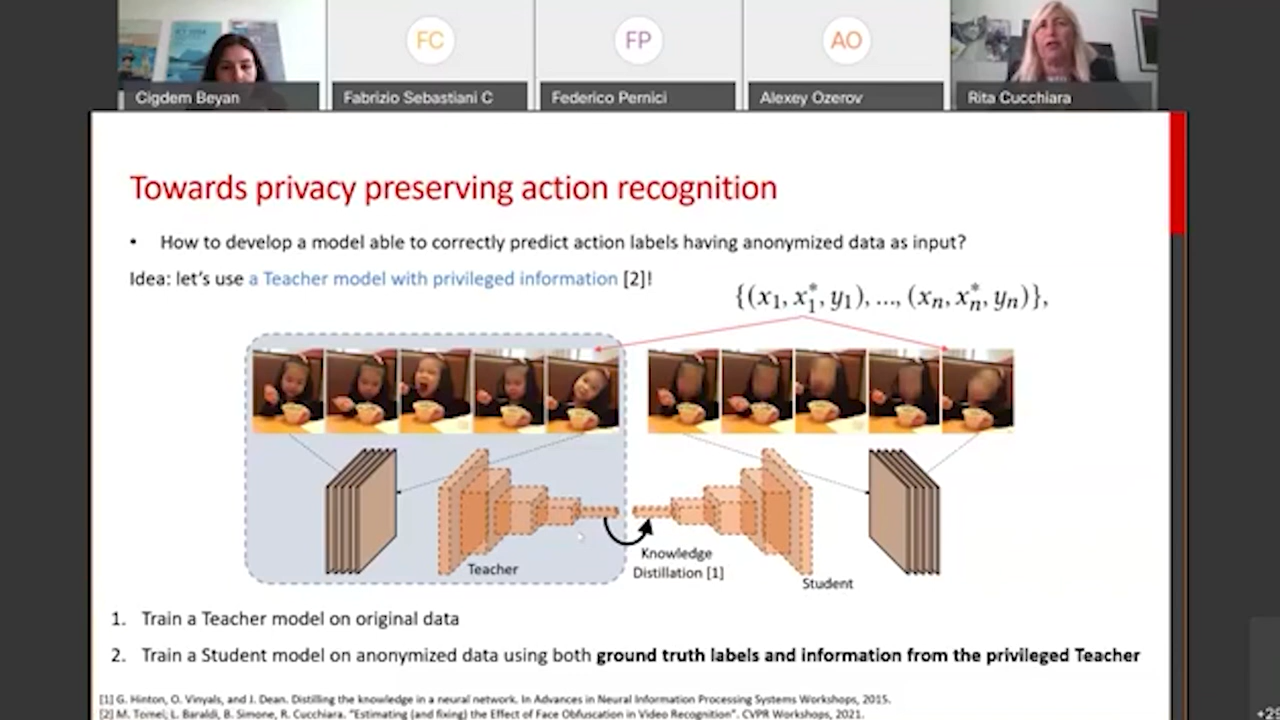 FC
FP
AO
Cigdem Beyan
Fabrizio Sebastiani C
Federico Pernici
Alexey Ozerov
Rita Cucchiara
Towards privacy preserving action recognition
• How to develop a model able to correctly predict action labels having anonymized data as input?
Idea: let's use a Teacher model with privileged information [2]!
{(x₁, x₁*, y₁), ..., (xₙ, xₙ*, yₙ)},
Knowledge
Distillation [1]
Teacher
Student
1. Train a Teacher model on original data
2. Train a Student model on anonymized data using both ground truth labels and information from the privileged Teacher
[1] G. Hinton, O. Vinyals, and J. Dean. Distilling the knowledge in a neural network. In Advances in Neural Information Processing Systems Workshops, 2015.
[2] M. Tomei, L. Baraldi, B. Simone, R. Cucchiara. "Estimating (and fixing) the Effect of Face Obfuscation in Video Recognition". CVPR Workshops, 2021.